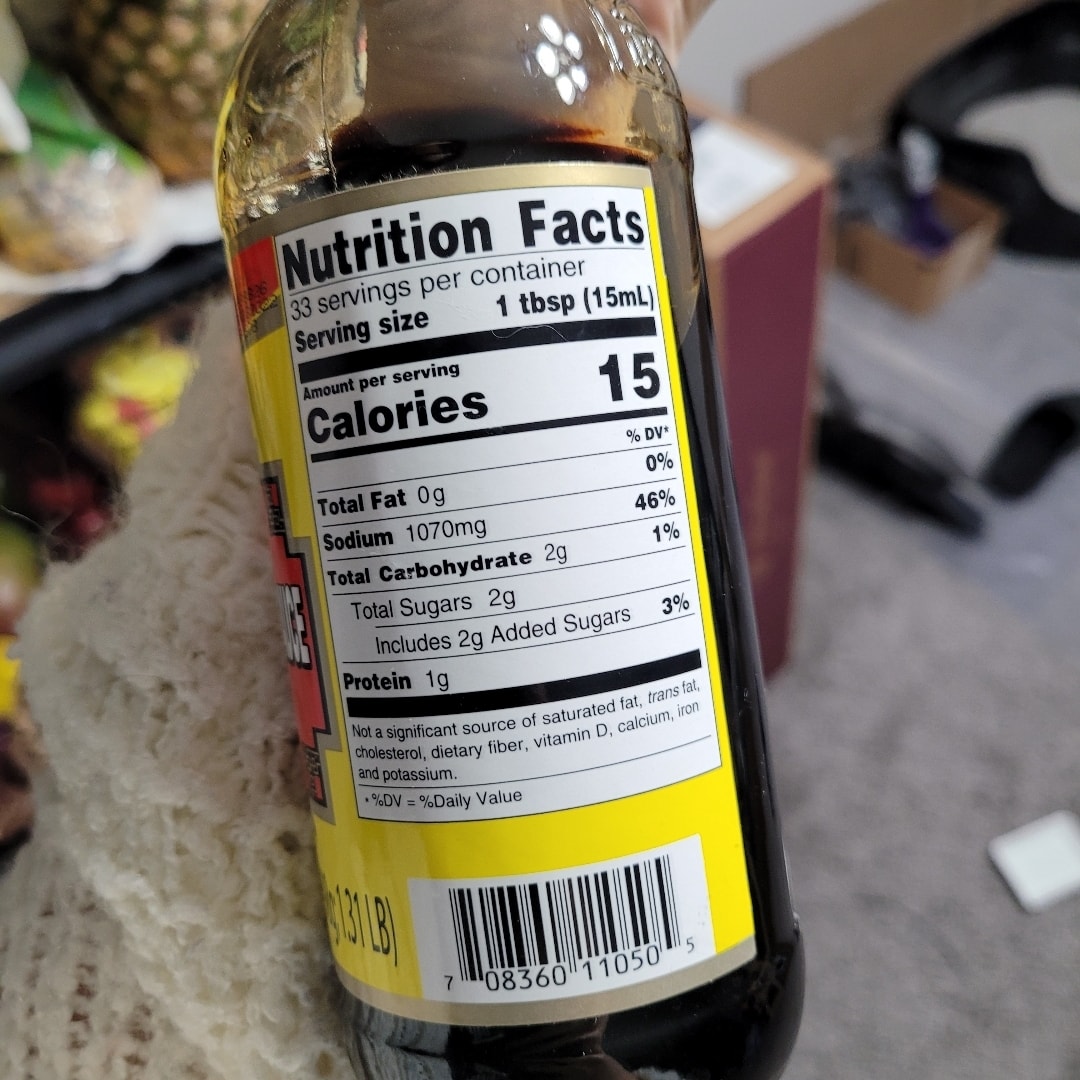 Nutrition Facts
33 servings per container
Serving size 1 tbsp (15mL)
Amount per serving
Calories 15
% DV*
Total Fat 0g 0%
Sodium 1070mg 46%
Total Carbohydrate 2g 1%
Total Sugars 2g
Includes 2g Added Sugars 3%
Protein 1g
Not a significant source of saturated fat, trans fat,
cholesterol, dietary fiber, vitamin D, calcium, iron
and potassium.
*%DV = %Daily Value
1.31 LB)
7 08360 11050 5